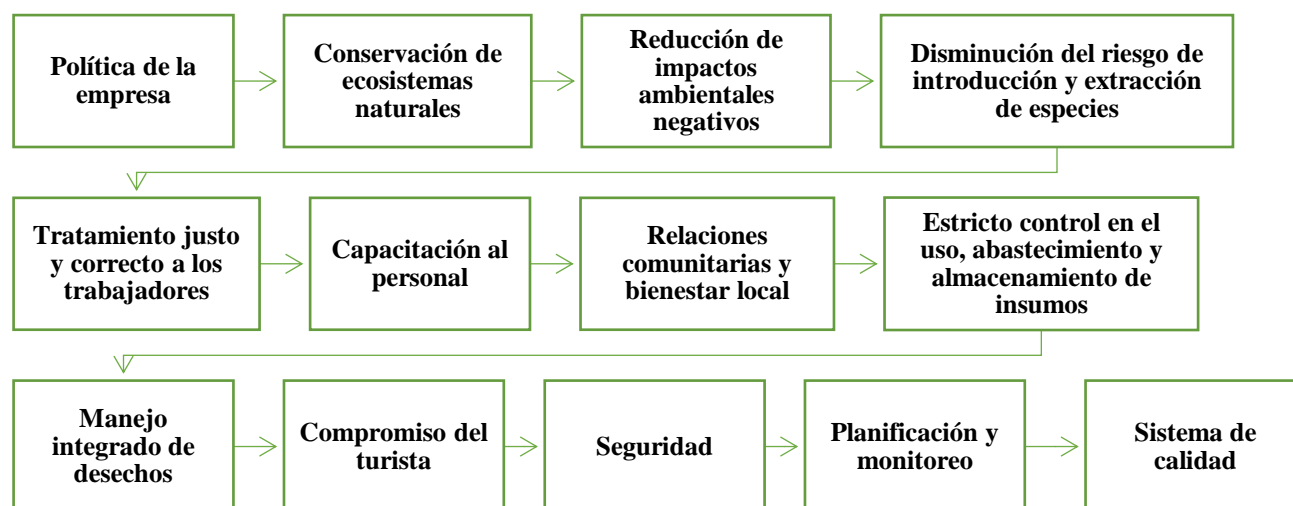 Política de la
empresa
Conservación de
ecosistemas
naturales
Reducción de
impactos
ambientales
negativos
Disminución del riesgo de
introducción y extracción
de especies
Tratamiento justo
y correcto a los
trabajadores
Capacitación al
personal
Relaciones
comunitarias y
bienestar local
Estricto control en el
uso, abastecimiento y
almacenamiento de
insumos
Manejo
integrado de
desechos
Compromiso del
turista
Seguridad
Planificación y
monitoreo
Sistema de
calidad